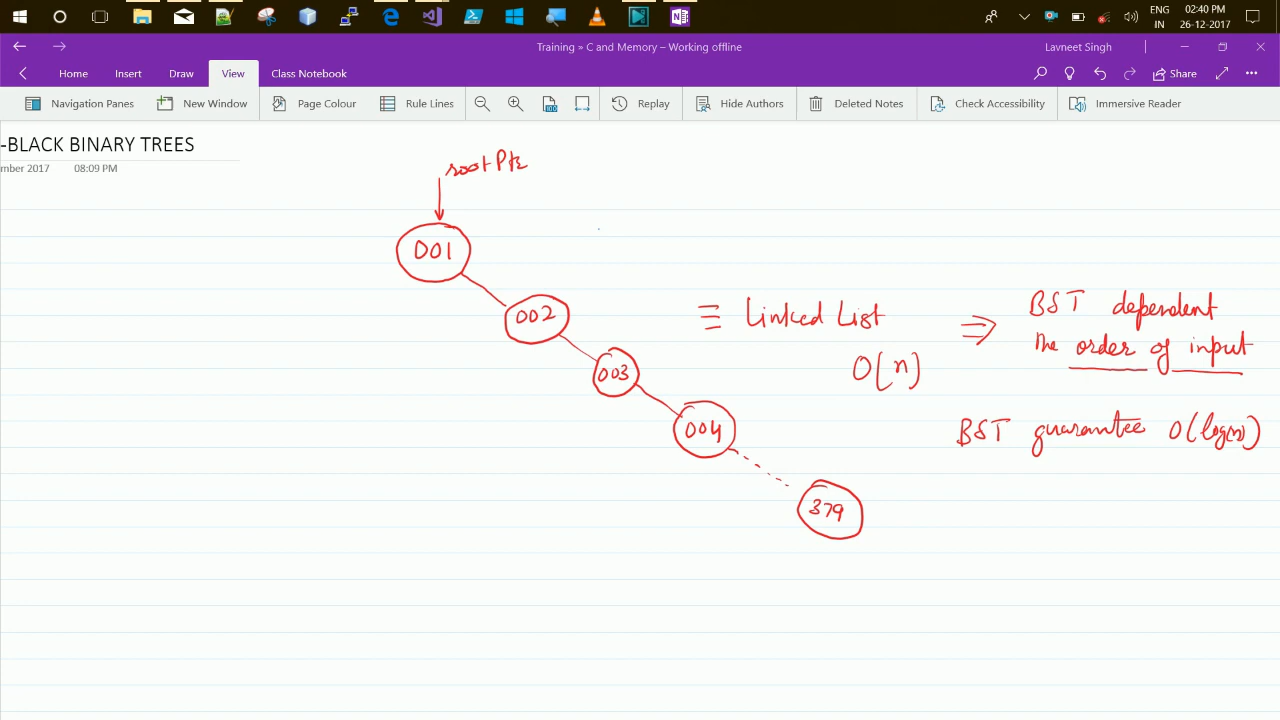 ENG
IN
02:40 PM
26-12-2017
Training » C and Memory – Working offline
Lavneet Singh
Home Insert Draw View Class Notebook
Share
Navigation Panes New Window Page Colour Rule Lines Replay Hide Authors Deleted Notes Check Accessibility Immersive Reader
-BLACK BINARY TREES
mber 2017 08:09 PM
rootPtr
001
002
003
004
379
≡ Linked List
O(n)
⇒ BST dependent
the order of input
BST guarantee O(log(n))